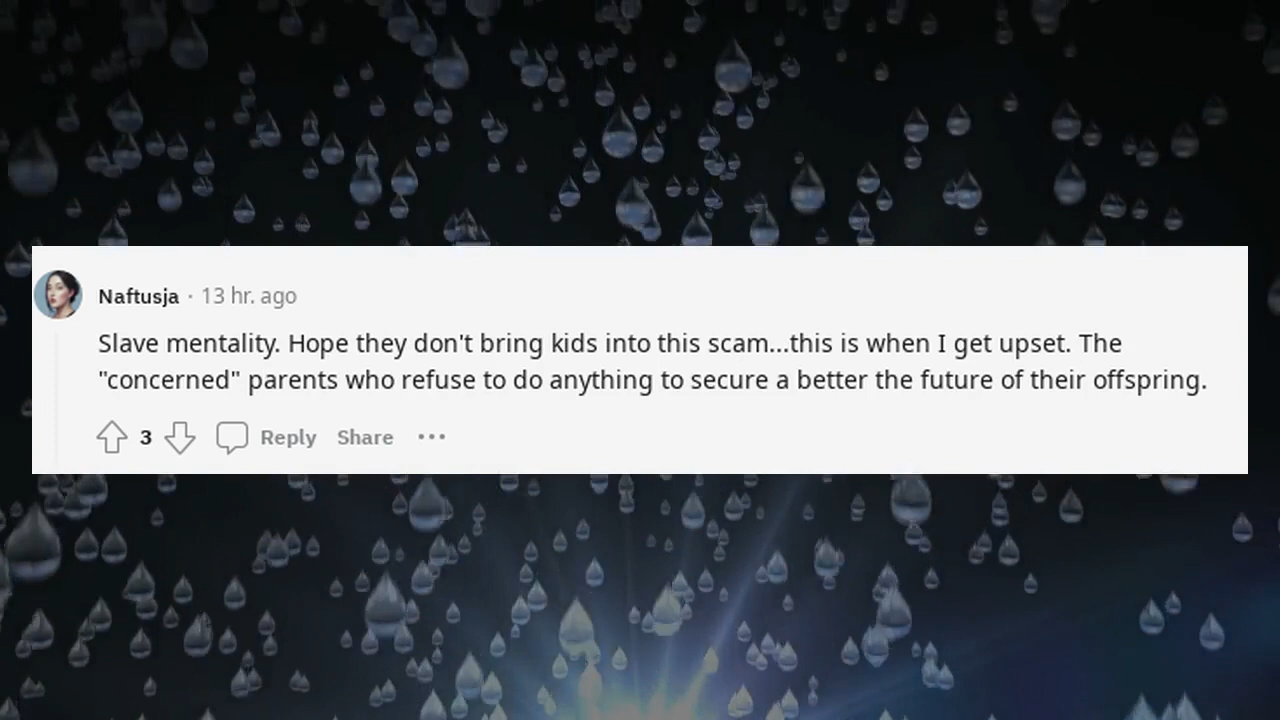 Naftusja · 13 hr. ago
Slave mentality. Hope they don't bring kids into this scam...this is when I get upset. The
"concerned" parents who refuse to do anything to secure a better the future of their offspring.
3 Reply Share •••